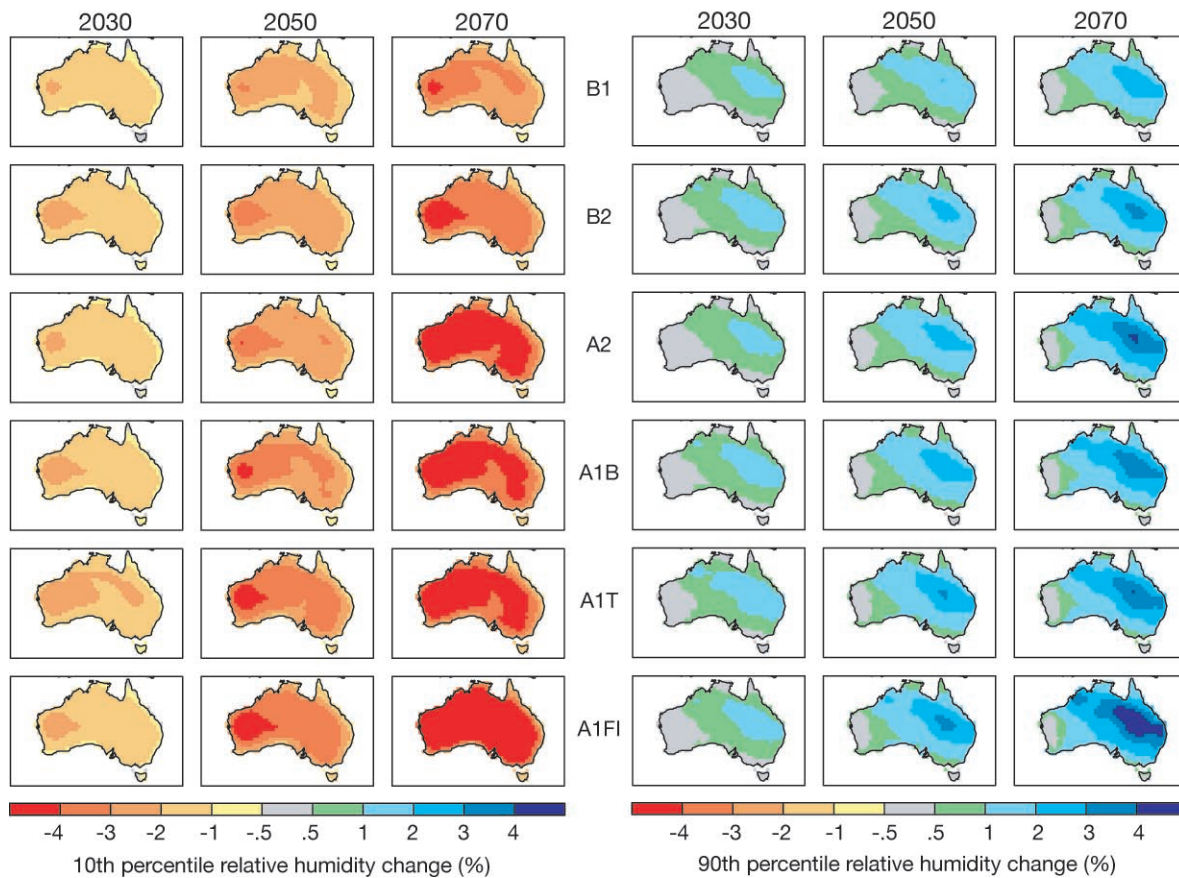 2030 2050 2070 2030 2050 2070
B1
B2
A2
A1B
A1T
A1FI
-4 -3 -2 -1 -.5 .5 1 2 3 4 -4 -3 -2 -1 -.5 .5 1 2 3 4
10th percentile relative humidity change (%) 90th percentile relative humidity change (%)